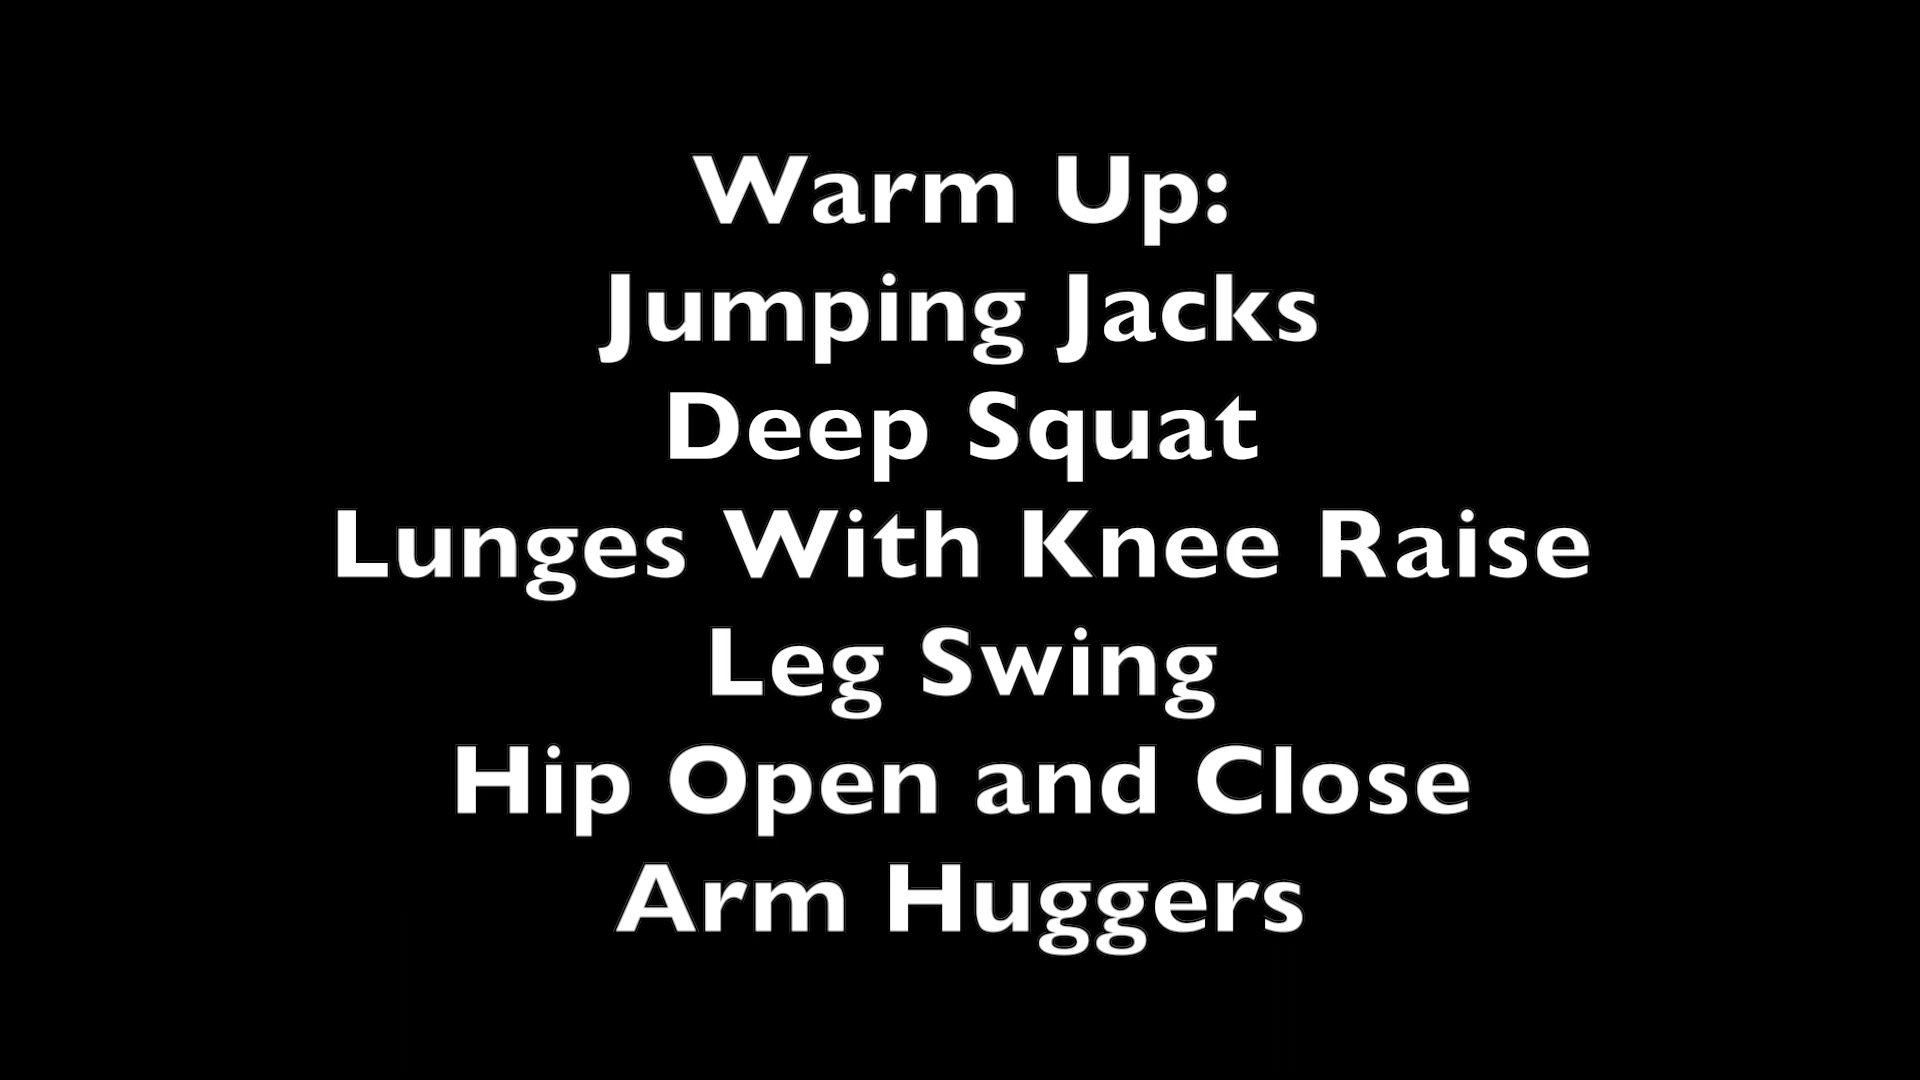 Warm Up:
Jumping Jacks
Deep Squat
Lunges With Knee Raise
Leg Swing
Hip Open and Close
Arm Huggers